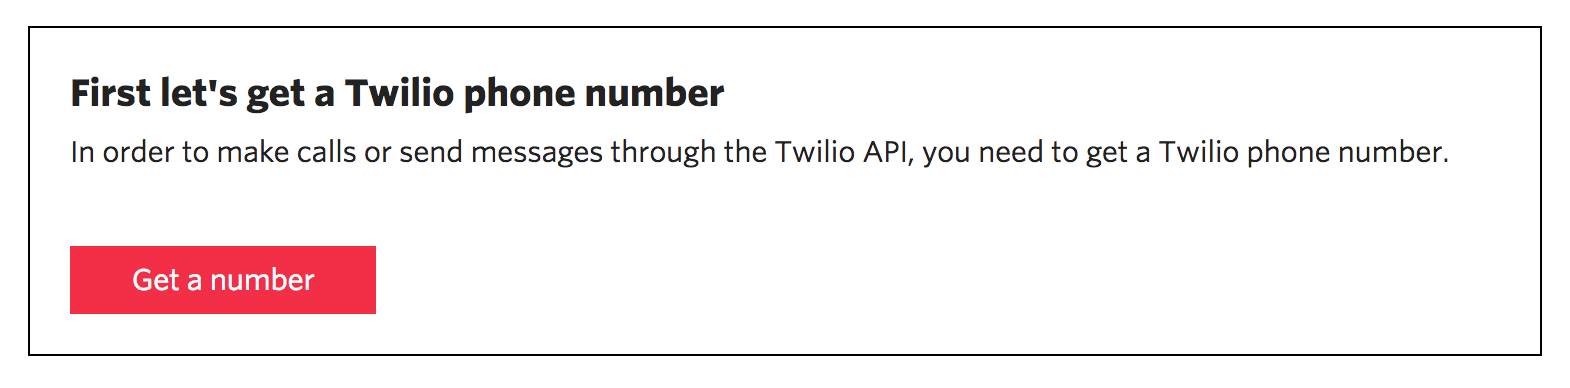 First let's get a Twilio phone number
In order to make calls or send messages through the Twilio API, you need to get a Twilio phone number.
Get a number